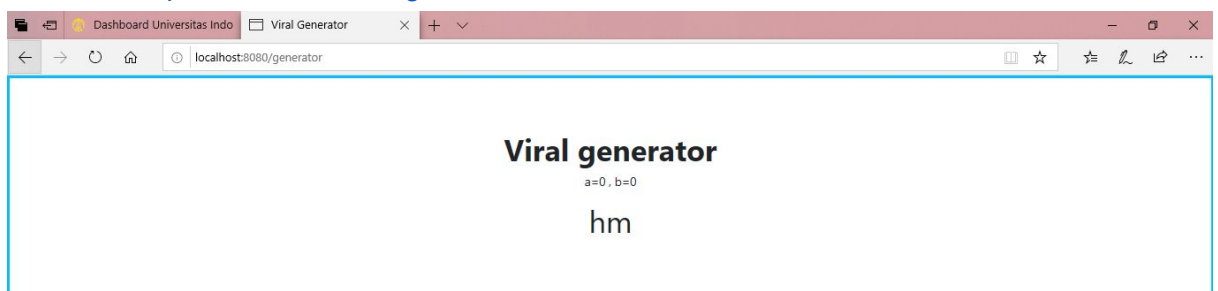 Dashboard Universitas Indo
Viral Generator
localhost:8080/generator
Viral generator
a=0 , b=0
hm